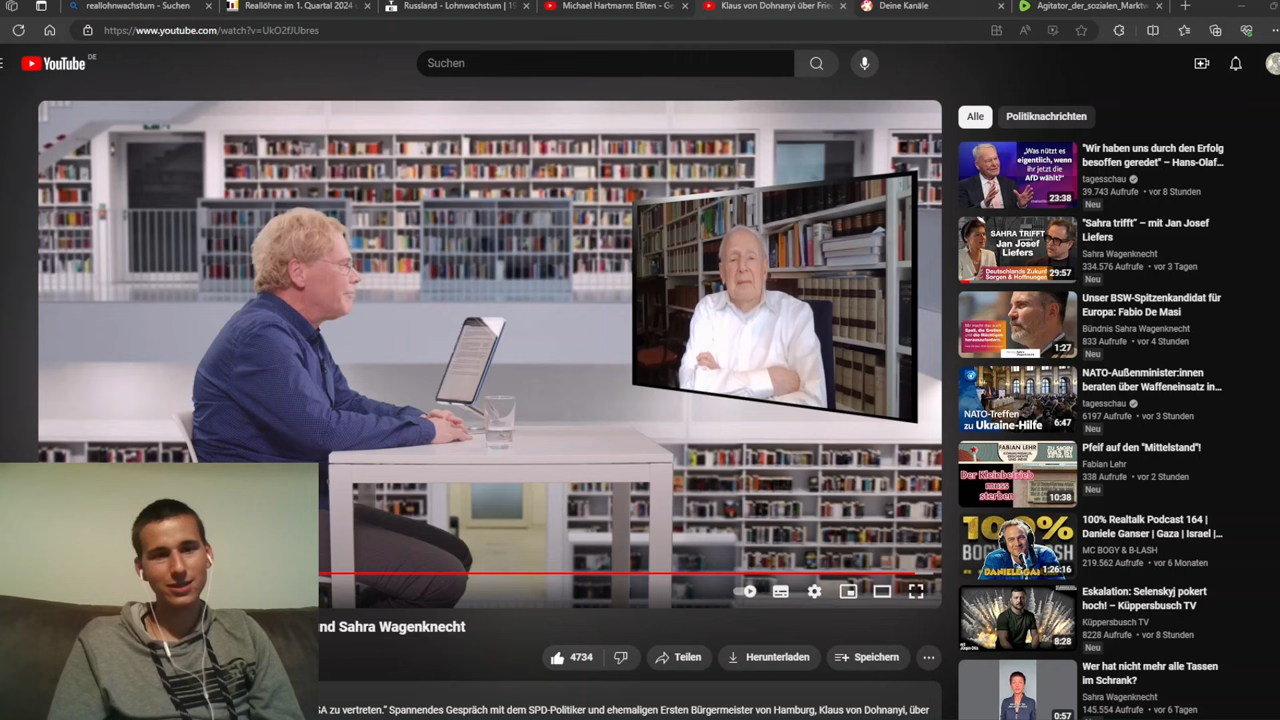 reallohnwachstum - Suchen
Reallöhne im 1. Quartal 2024
Russland - Lohnwachstum | 19
Michael Hartmann: Eliten - Ge
Klaus von Dohnanyi über Frie
Deine Kanäle
Agitator_der_sozialen_Marktw
https://www.youtube.com/watch?v=UkO2fJUbres
YouTube DE
Suchen
Alle
Politiknachrichten
"Wir haben uns durch den Erfolg
besoffen geredet" – Hans-Olaf...
tagesschau
39.743 Aufrufe • vor 8 Stunden
Neu
„Was nützt es
eigentlich, wenn
Ihr jetzt die
AfD wählt?"
23:38
"Sahra trifft" – mit Jan Josef
Liefers
Sahra Wagenknecht
334.576 Aufrufe • vor 3 Tagen
Neu
SAHRA TRIFFT
Jan Josef
Liefers
Deutschlands Zukunft
Sorgen & Hoffnungen
29:57
Unser BSW-Spitzenkandidat für
Europa: Fabio De Masi
Bündnis Sahra Wagenknecht
833 Aufrufe • vor 4 Stunden
Neu
1:27
NATO-Außenminister:innen
beraten über Waffeneinsatz in...
tagesschau
6197 Aufrufe • vor 3 Stunden
Neu
NATO-Treffen
zu Ukraine-Hilfe
6:47
Pfeif auf den "Mittelstand"!
Fabian Lehr
338 Aufrufe • vor 2 Stunden
Neu
FABIAN LEHR
Der Kleinbetrieb
muss
sterben
10:38
100% Realtalk Podcast 164 |
Daniele Ganser | Gaza | Israel |...
MC BOGY & B-LASH
219.562 Aufrufe • vor 6 Monaten
100%
1:26:16
Eskalation: Selenskyj pokert
hoch! – Küppersbusch TV
Küppersbusch TV
8228 Aufrufe • vor 8 Stunden
Neu
8:28
Wer hat nicht mehr alle Tassen
im Schrank?
Sahra Wagenknecht
145.554 Aufrufe • vor 6 Tagen
0:57
und Sahra Wagenknecht
4734
Teilen
Herunterladen
Speichern
SA zu vertreten." Spannendes Gespräch mit dem SPD-Politiker und ehemaligen Ersten Bürgermeister von Hamburg, Klaus von Dohnanyi, über